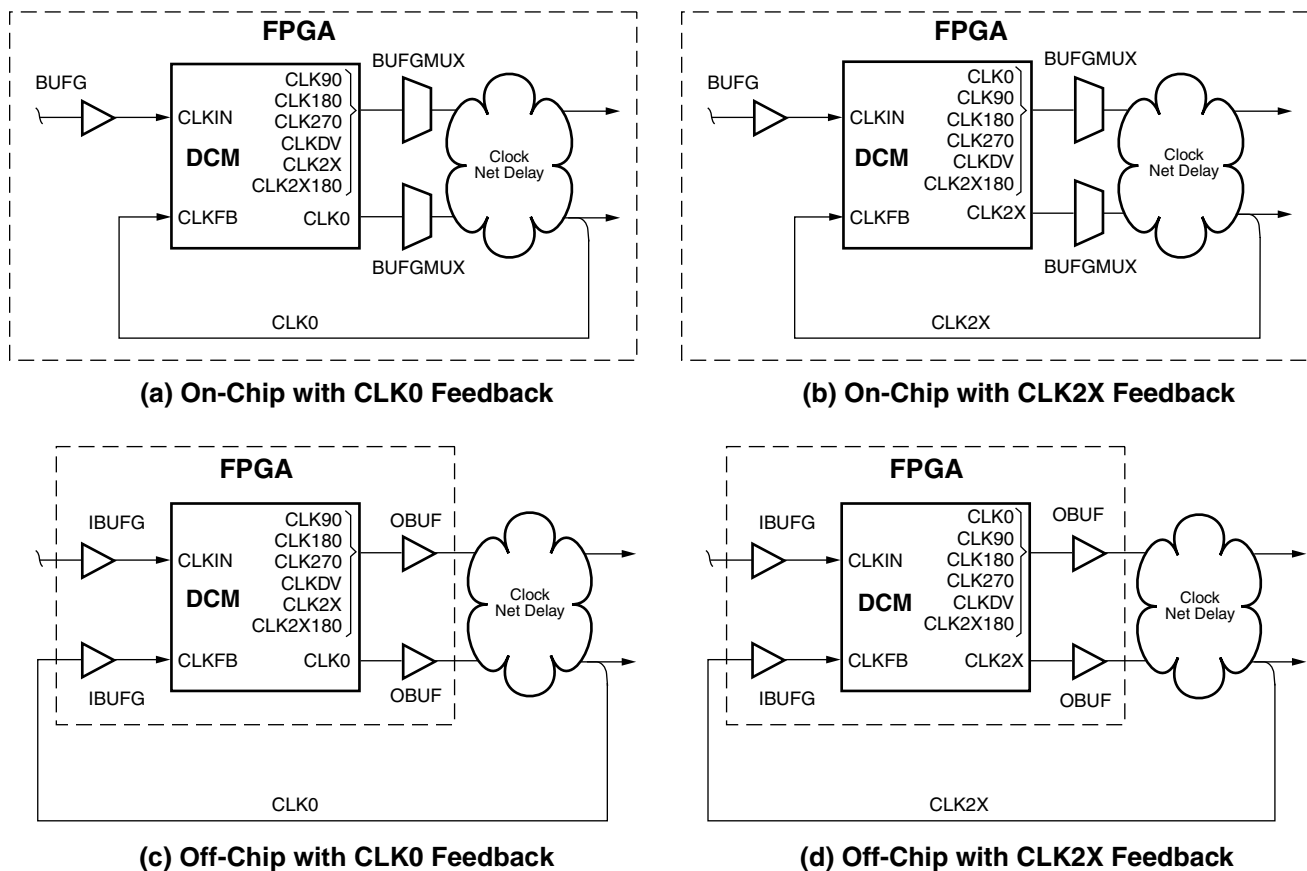 FPGA
BUFG
BUFGMUX
CLK90
CLK180
CLK270
CLKDV
CLK2X
CLK2X180
CLKIN
DCM
CLKFB
CLK0
Clock
Net Delay
BUFGMUX
CLK0
(a) On-Chip with CLK0 Feedback
FPGA
BUFG
BUFGMUX
CLK0
CLK90
CLK180
CLK270
CLKDV
CLK2X180
CLKIN
DCM
CLKFB
CLK2X
Clock
Net Delay
BUFGMUX
CLK2X
(b) On-Chip with CLK2X Feedback
FPGA
IBUFG
OBUF
CLK90
CLK180
CLK270
CLKDV
CLK2X
CLK2X180
CLKIN
DCM
CLKFB
CLK0
Clock
Net Delay
IBUFG
OBUF
CLK0
(c) Off-Chip with CLK0 Feedback
FPGA
IBUFG
OBUF
CLK0
CLK90
CLK180
CLK270
CLKDV
CLK2X180
CLKIN
DCM
CLKFB
CLK2X
Clock
Net Delay
IBUFG
OBUF
CLK2X
(d) Off-Chip with CLK2X Feedback